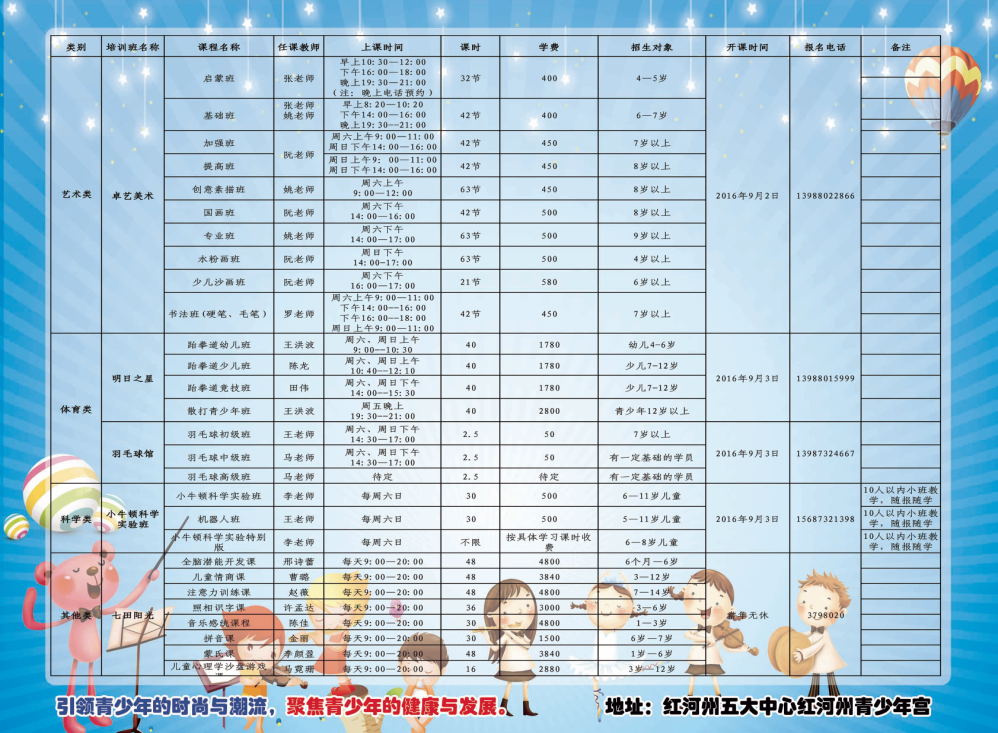 类别 培训班名称 课程名称 任课教师 上课时间 课时 学费 招生对象 开课时间 报名电话 备注
艺术类 卓艺美术 2016年9月2日 13988022866
启蒙班 张老师 早上10:30—12:00 32节 400 4—5岁
下午16:00—18:00
晚上19:30—21:00
(注:晚上电话预约)
基础班 张老师 早上8:20—10:20 42节 400 6—7岁
姚老师 下午14:00—16:00
晚上19:30—21:00
加强班 阮老师 周六上午9:00—11:00 42节 450 7岁以上
周日下午14:00—16:00
提高班 周日上午9:00—11:00 42节 450 8岁以上
周日下午14:00—16:00
创意素描班 姚老师 周六上午 63节 450 8岁以上
9:00—12:00
国画班 阮老师 周六下午 42节 500 8岁以上
14:00—16:00
专业班 姚老师 周六下午 63节 500 9岁以上
14:00—17:00
水粉画班 阮老师 周日下午 63节 500 4岁以上
14:00-17:00
少儿沙画班 阮老师 周六下午 21节 580 6岁以上
16:00—17:00
书法班(硬笔、毛笔) 罗老师 周六上午9:00—11:00 42节 450 7岁以上
下午14:00--16:00
下午16:00--18:00
周日上午9:00—11:00
体育类 明日之星 2016年9月3日 13988015999
跆拳道幼儿班 王洪波 周六、周日上午 40 1780 幼儿4-6岁
9:00--10:30
跆拳道少儿班 陈龙 周六、周日上午 40 1780 少儿7-12岁
10:40--12:10
跆拳道竞技班 田伟 周六、周日下午 40 1780 少儿7-12岁
14:00--15:30
散打青少年班 王洪波 周五晚上 40 2800 青少年12岁以上
19:30--21:00
羽毛球馆 2016年9月3日 13987324667
羽毛球初级班 王老师 周六、周日下午 2.5 50 7岁以上
14:30—17:00
羽毛球中级班 马老师 周六、周日下午 2.5 50 有一定基础的学员
14:30—17:00
羽毛球高级班 马老师 待定 2.5 待定 有一定基础的学员
科学类 小牛顿科学 2016年9月3日 15687321398
实验班
小牛顿科学实验班 李老师 每周六日 30 500 6—11岁儿童 10人以内小班教
学，随报随学
机器人班 王老师 每周六日 30 500 5—11岁儿童 10人以内小班教
学，随报随学
小牛顿科学实验特别 李老师 每周六日 不限 按具体学习课时收 6—8岁儿童 10人以内小班教
版 费 学，随报随学
其他类 七田阳光 常年无休 3798020
全脑潜能开发课 邢诗蕾 每天9:00—20:00 48 4800 6个月—6岁
儿童情商课 曹璐 每天9:00—20:00 48 3840 3—12岁
注意力训练课 赵薇 每天9:00—20:00 48 4800 7—14岁
照相识字课 许孟达 每天9:00—20:00 36 3000 3—6岁
音乐感统课程 陈佳 每天9:00—20:00 30 4800 1—3岁
拼音课 金丽 每天9:00—20:00 30 1500 6岁—7岁
蒙氏课 李颜盈 每天9:00—20:00 48 3840 1岁—6岁
儿童心理学沙盘游戏 马霓珊 每天9:00—20:00 16 2880 3岁—12岁
引领青少年的时尚与潮流，聚焦青少年的健康与发展。 地址：红河州五大中心红河州青少年宫